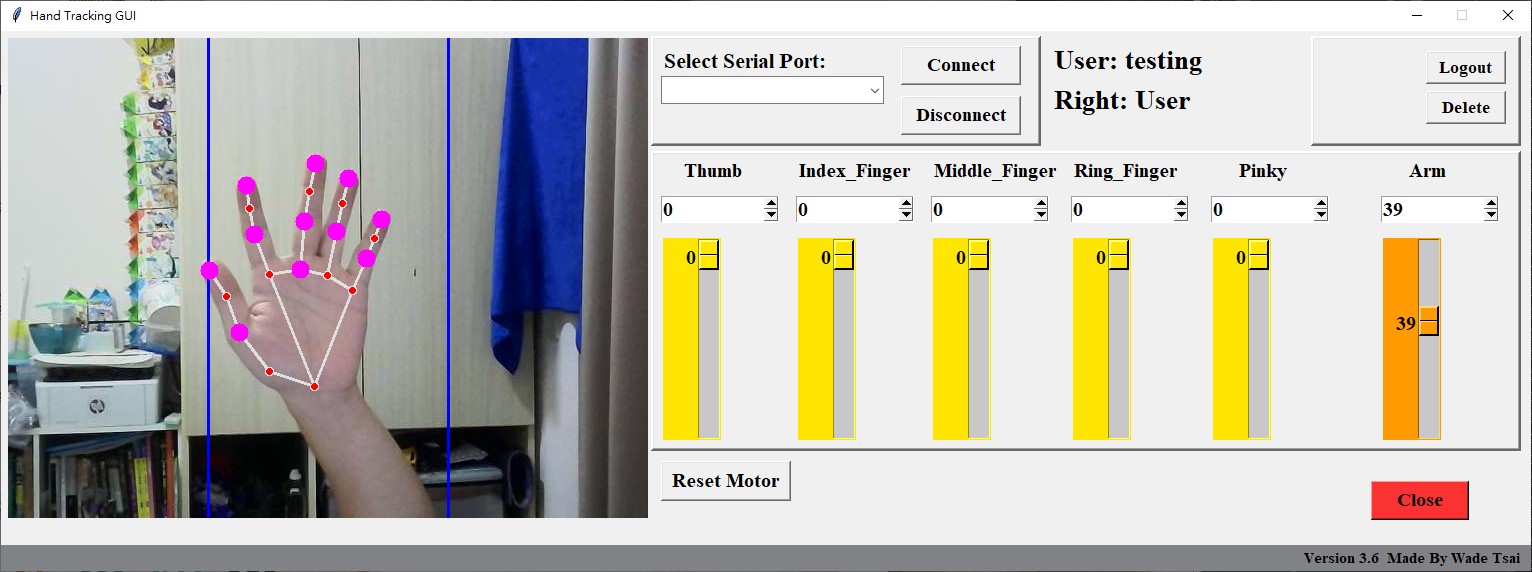 Hand Tracking GUI
Select Serial Port:
Connect
Disconnect
User: testing
Right: User
Logout
Delete
Thumb Index_Finger Middle_Finger Ring_Finger Pinky Arm
0 0 0 0 0 39
0 0 0 0 0
39
Reset Motor
Close
Version 3.6 Made By Wade Tsai
hp